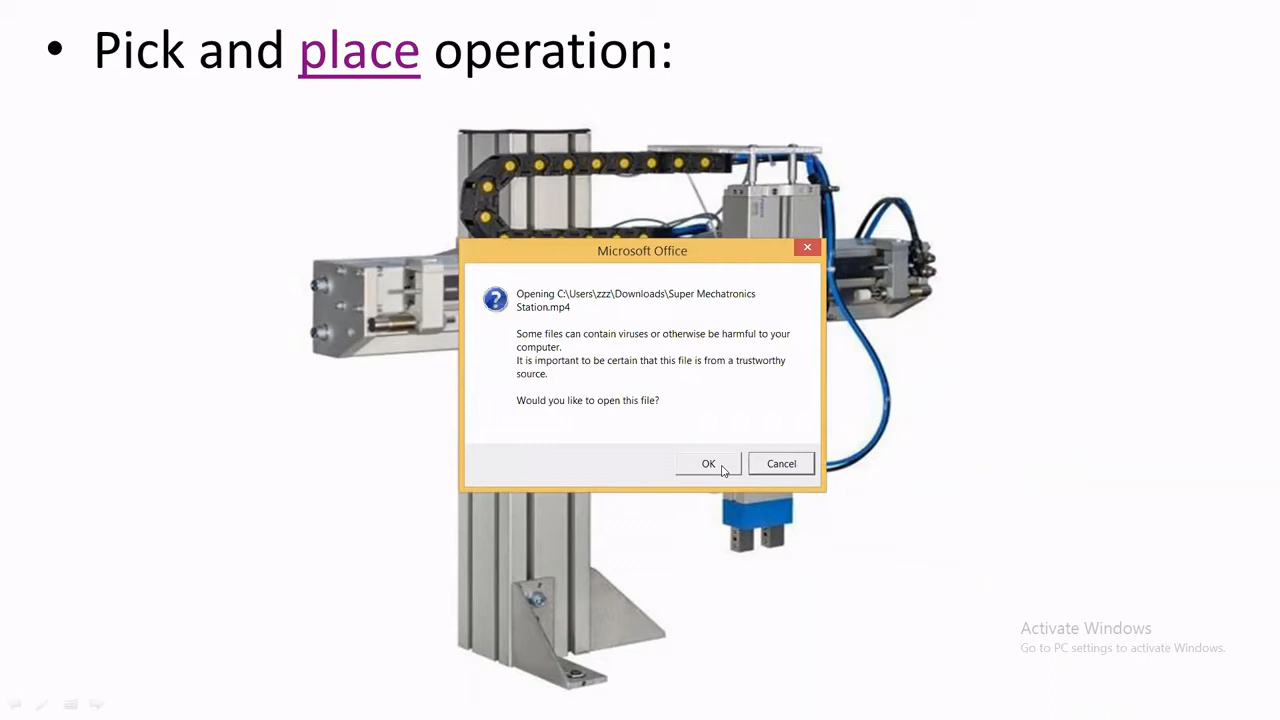 • Pick and place operation:
Microsoft Office
Opening C:\Users\zzz\Downloads\Super Mechatronics
Station.mp4
Some files can contain viruses or otherwise be harmful to your
computer.
It is important to be certain that this file is from a trustworthy
source.
Would you like to open this file?
OK
Cancel
Activate Windows
Go to PC settings to activate Windows.